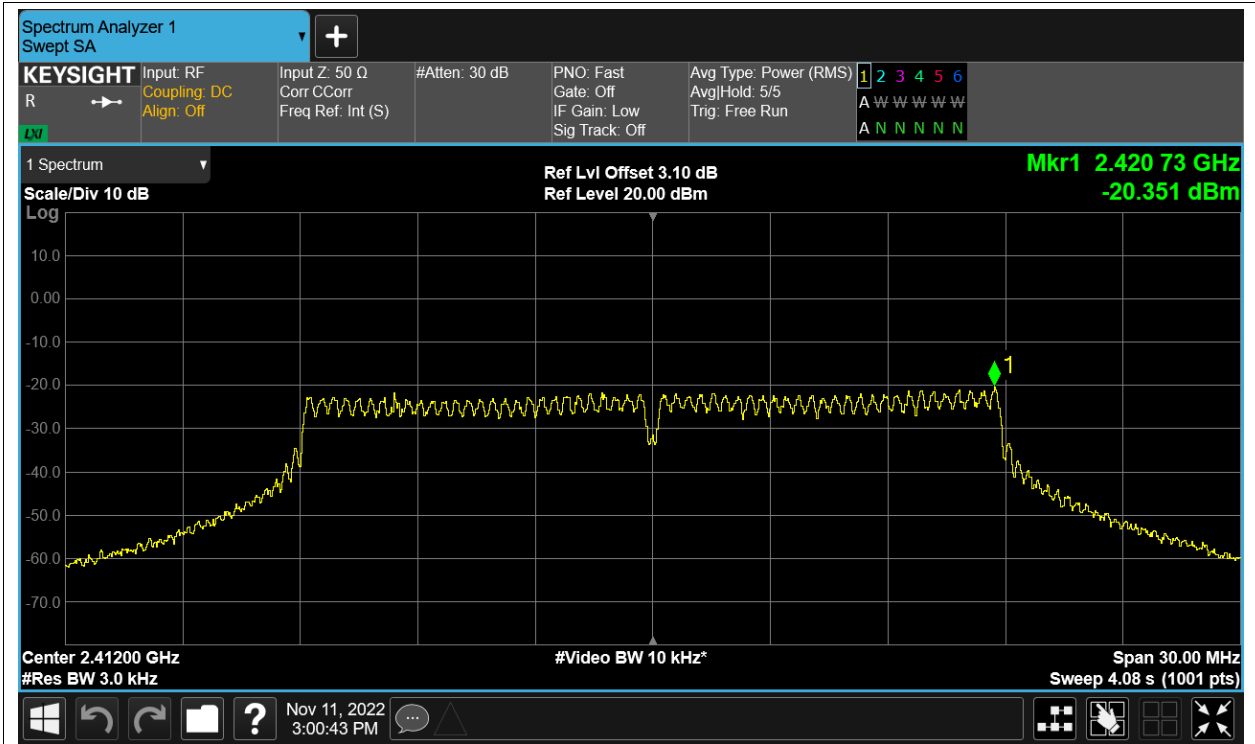 Spectrum Analyzer 1
Swept SA
KEYSIGHT
R
LXI
Input: RF
Coupling: DC
Align: Off
Input Z: 50 Ω
Corr CCorr
Freq Ref: Int (S)
#Atten: 30 dB
PNO: Fast
Gate: Off
IF Gain: Low
Sig Track: Off
Avg Type: Power (RMS)
Avg|Hold: 5/5
Trig: Free Run
1 2 3 4 5 6
A W W W W W
A N N N N N
1 Spectrum
Scale/Div 10 dB
Log
Ref Lvl Offset 3.10 dB
Ref Level 20.00 dBm
Mkr1 2.420 73 GHz
-20.351 dBm
10.0
0.00
-10.0
-20.0
-30.0
-40.0
-50.0
-60.0
-70.0
1
Center 2.41200 GHz
#Res BW 3.0 kHz
#Video BW 10 kHz*
Span 30.00 MHz
Sweep 4.08 s (1001 pts)
?
Nov 11, 2022
3:00:43 PM